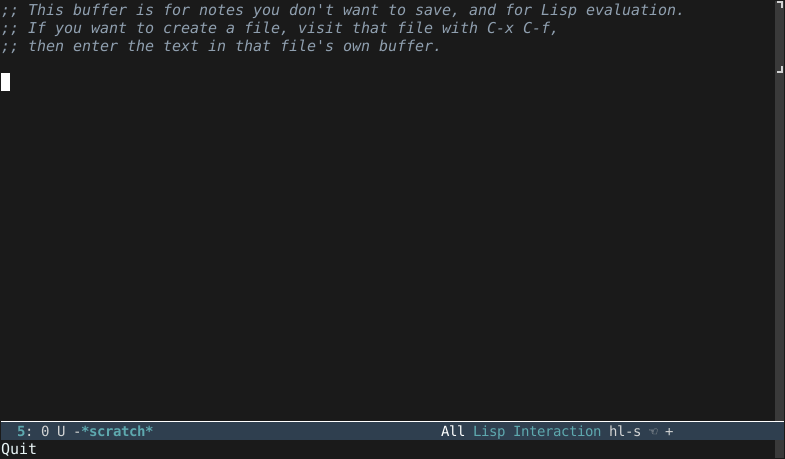 ;; This buffer is for notes you don't want to save, and for Lisp evaluation.
;; If you want to create a file, visit that file with C-x C-f,
;; then enter the text in that file's own buffer.
5: 0 U -*scratch* All Lisp Interaction hl-s ☜ +
Quit